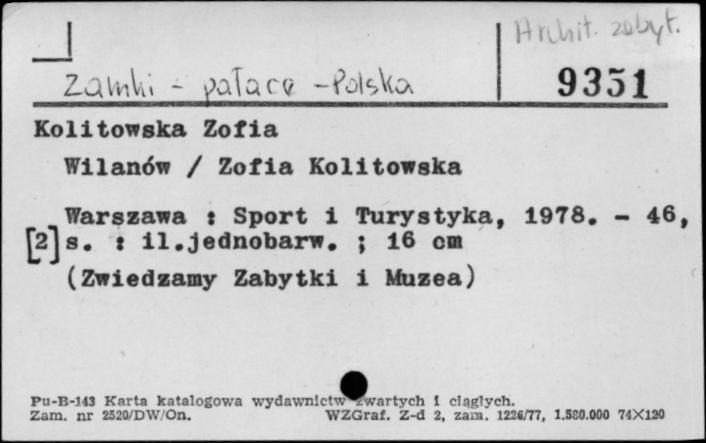 Archit. zabyt.
Zamki - pałace - Polska
9351
Kolitowska Zofia
Wilanów / Zofia Kolitowska
Warszawa : Sport i Turystyka, 1978. - 46,
[2] s. : il.jednobarw. ; 16 cm
(Zwiedzamy Zabytki i Muzea)
Pu-B-143 Karta katalogowa wydawnictw zwartych i ciągłych.
Zam. nr 2520/DW/On. WZGraf. Z-d 2, zam. 1226/77, 1.580.000 74×120